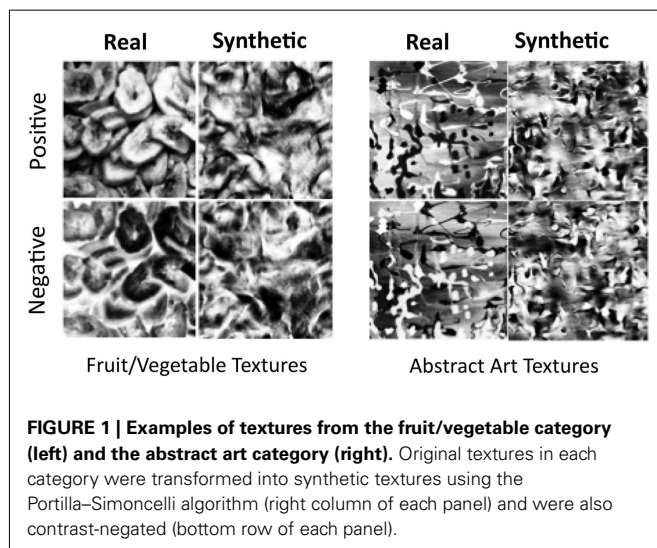 Real Synthetic Real Synthetic
Positive
Negative
Fruit/Vegetable Textures Abstract Art Textures
FIGURE 1 | Examples of textures from the fruit/vegetable category
(left) and the abstract art category (right). Original textures in each
category were transformed into synthetic textures using the
Portilla–Simoncelli algorithm (right column of each panel) and were also
contrast-negated (bottom row of each panel).